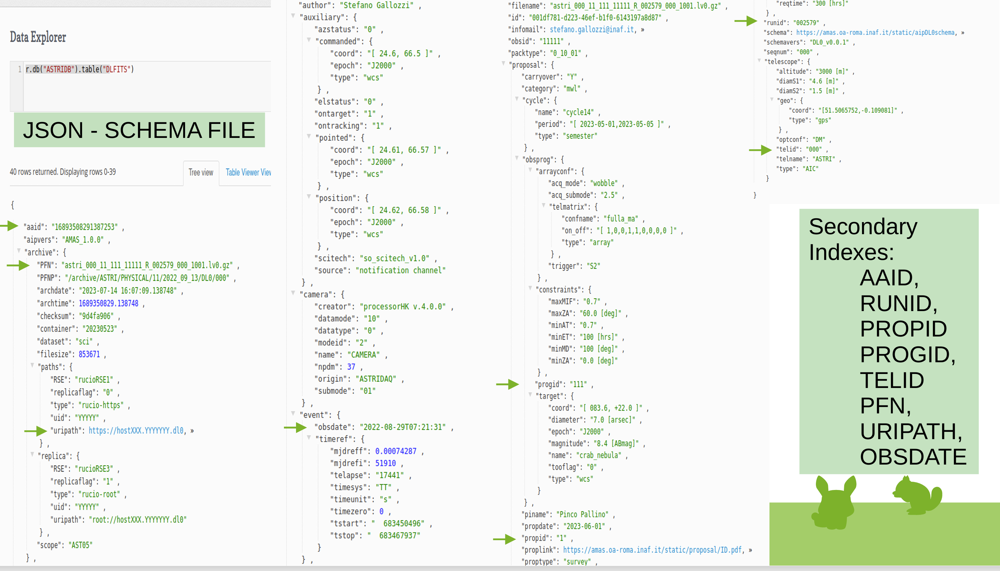 Data Explorer
1 r.db("ASTRIDB").table("DLFITS")
JSON - SCHEMA FILE
40 rows returned. Displaying rows 0-39
Tree view
Table Viewer View
{
"aaid": "16893508291387253" ,
"aipvers": "AMAS_1.0.0" ,
"archive": {
"PFN": "astri_000_11_111_11111_R_002579_000_1001.lv0.gz" ,
"PFNP": "/archive/ASTRI/PHYSICAL/11/2022_09_13/DL0/000" ,
"archdate": "2023-07-14 16:07:09.138748" ,
"archtime": 1689350829.138748 ,
"checksum": "9d4fa906" ,
"container": "20230523" ,
"dataset": "sci" ,
"filesize": 853671 ,
"paths": {
"RSE": "rucioRSE1" ,
"replicaflag": "0" ,
"type": "rucio-https" ,
"uid": "YYYYY" ,
"uripath": https://hostXXX.YYYYYYY.dl0, »
} ,
"replica": {
"RSE": "rucioRSE3" ,
"replicaflag": "1" ,
"type": "rucio-root" ,
"uid": "YYYYY" ,
"uripath": "root://hostXXX.YYYYYYY.dl0"
} ,
"scope": "AST05"
} ,
"author": "Stefano Gallozzi" ,
"auxiliary": {
"azstatus": "0" ,
"commanded": {
"coord": "[ 24.6, 66.5 ]" ,
"epoch": "J2000" ,
"type": "wcs"
} ,
"elstatus": "0" ,
"ontarget": "1" ,
"ontracking": "1" ,
"pointed": {
"coord": "[ 24.61, 66.57 ]" ,
"epoch": "J2000" ,
"type": "wcs"
} ,
"position": {
"coord": "[ 24.62, 66.58 ]" ,
"epoch": "J2000" ,
"type": "wcs"
} ,
"scitech": "so_scitech_v1.0" ,
"source": "notification channel"
} ,
"camera": {
"creator": "processorHK v.4.0.0" ,
"datamode": "10" ,
"datatype": "0" ,
"modeid": "2" ,
"name": "CAMERA" ,
"npdm": 37 ,
"origin": "ASTRIDAQ" ,
"submode": "01"
} ,
"event": {
"obsdate": "2022-08-29T07:21:31" ,
"timeref": {
"mjdreff": 0.00074287 ,
"mjdrefi": 51910 ,
"telapse": "17441" ,
"timesys": "TT" ,
"timeunit": "s" ,
"timezero": 0 ,
"tstart": "  683450496" ,
"tstop": "  683467937"
}
} ,
"filename": "astri_000_11_111_11111_R_002579_000_1001.lv0.gz" ,
"id": "001df781-d223-46ef-b1f0-6143197a8d87" ,
"infomail": stefano.gallozzi@inaf.it, »
"obsid": "11111" ,
"packtype": "0_10_01" ,
"proposal": {
"carryover": "Y" ,
"category": "mwl" ,
"cycle": {
"name": "cycle14" ,
"period": "[ 2023-05-01,2023-05-05 ]" ,
"type": "semester"
} ,
"obsprog": {
"arrayconf": {
"acq_mode": "wobble" ,
"acq_submode": "2.5" ,
"telmatrix": {
"confname": "fulla_ma" ,
"on_off": "[ 1,0,0,1,1,0,0,0,0 ]" ,
"type": "array"
} ,
"trigger": "S2"
} ,
"constraints": {
"maxMIF": "0.7" ,
"maxZA": "60.0 [deg]" ,
"minAT": "0.7" ,
"minET": "100 [hrs]" ,
"minMD": "100 [deg]" ,
"minZA": "0.0 [deg]"
} ,
"progid": "111" ,
"target": {
"coord": "[ 083.6, +22.0 ]" ,
"diameter": "7.0 [arsec]" ,
"epoch": "J2000" ,
"magnitude": "8.4 [ABmag]" ,
"name": "crab_nebula" ,
"tooflag": "0" ,
"type": "wcs"
}
} ,
"piname": "Pinco Pallino" ,
"propdate": "2023-06-01" ,
"propid": "1" ,
"proplink": https://amas.oa-roma.inaf.it/static/proposal/ID.pdf, »
"proptype": "survey" ,
"reqtime": "300 [hrs]"
} ,
"runid": "002579" ,
"schema": https://amas.oa-roma.inaf.it/static/aipDL0schema, »
"schemavers": "DL0_v0.0.1" ,
"seqnum": "000" ,
"telescope": {
"altitude": "3000 [m]" ,
"diamS1": "4.6 [m]" ,
"diamS2": "1.5 [m]" ,
"geo": {
"coord": "[51.5065752,-0.109081]" ,
"type": "gps"
} ,
"optconf": "DM" ,
"telid": "000" ,
"telname": "ASTRI" ,
"type": "AIC"
}
}
Secondary
Indexes:
AAID,
RUNID,
PROPID
PROGID,
TELID
PFN,
URIPATH,
OBSDATE